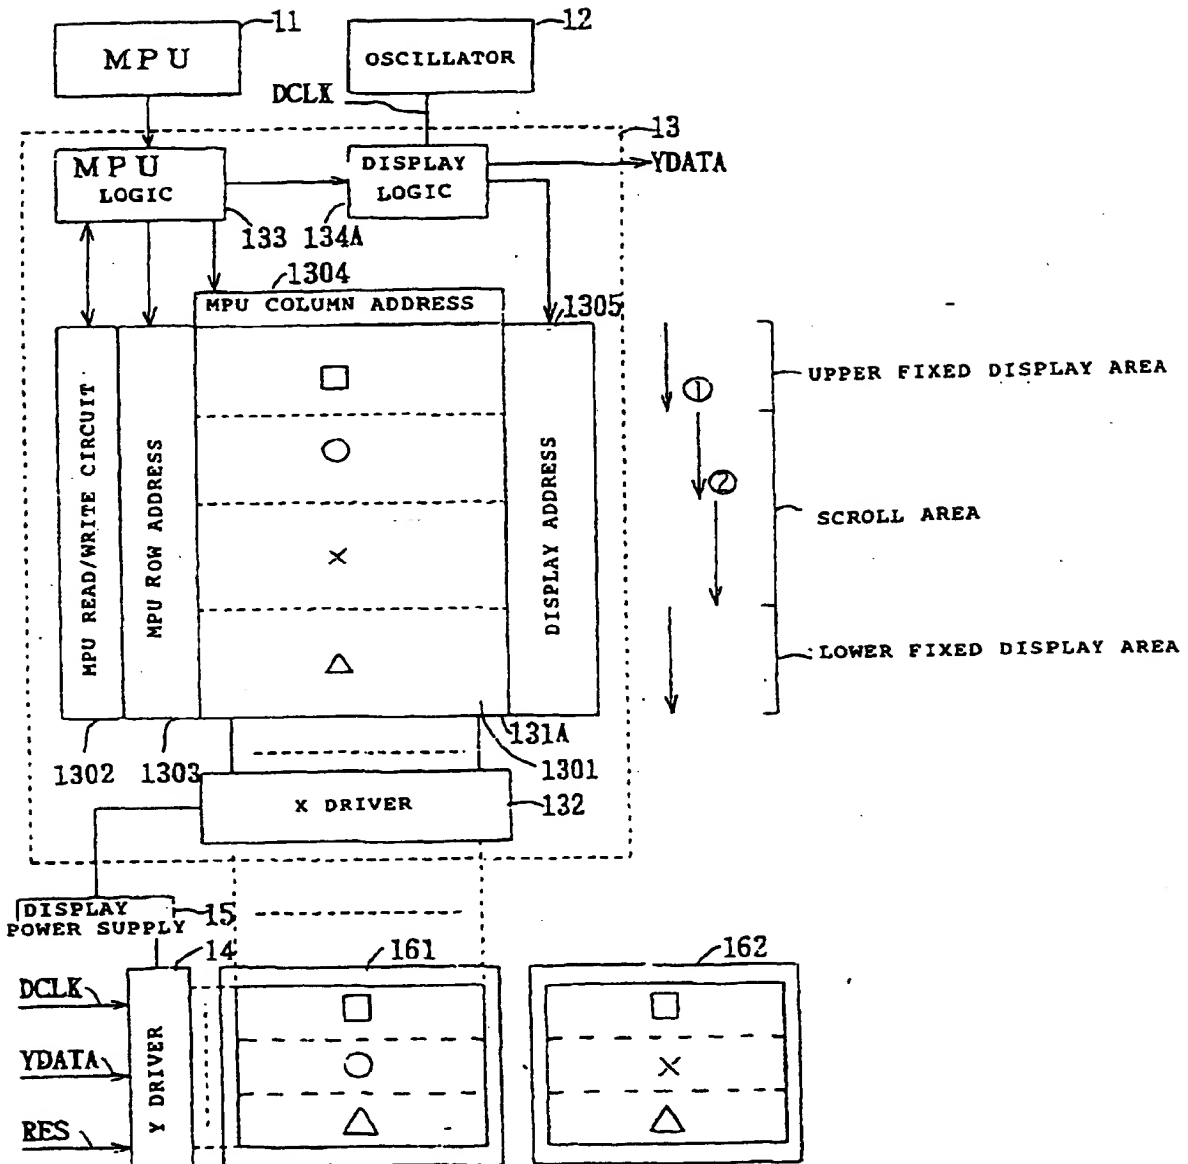 11
12
MPU
OSCILLATOR
DCLK
13
MPU
LOGIC
DISPLAY
LOGIC
YDATA
133
134A
1304
MPU COLUMN ADDRESS
1305
MPU READ/WRITE CIRCUIT
MPU ROW ADDRESS
DISPLAY ADDRESS
①
②
UPPER FIXED DISPLAY AREA
SCROLL AREA
LOWER FIXED DISPLAY AREA
131A
1302
1303
1301
X DRIVER
132
DISPLAY
POWER SUPPLY
15
14
161
162
DCLK
YDATA
RES
Y DRIVER